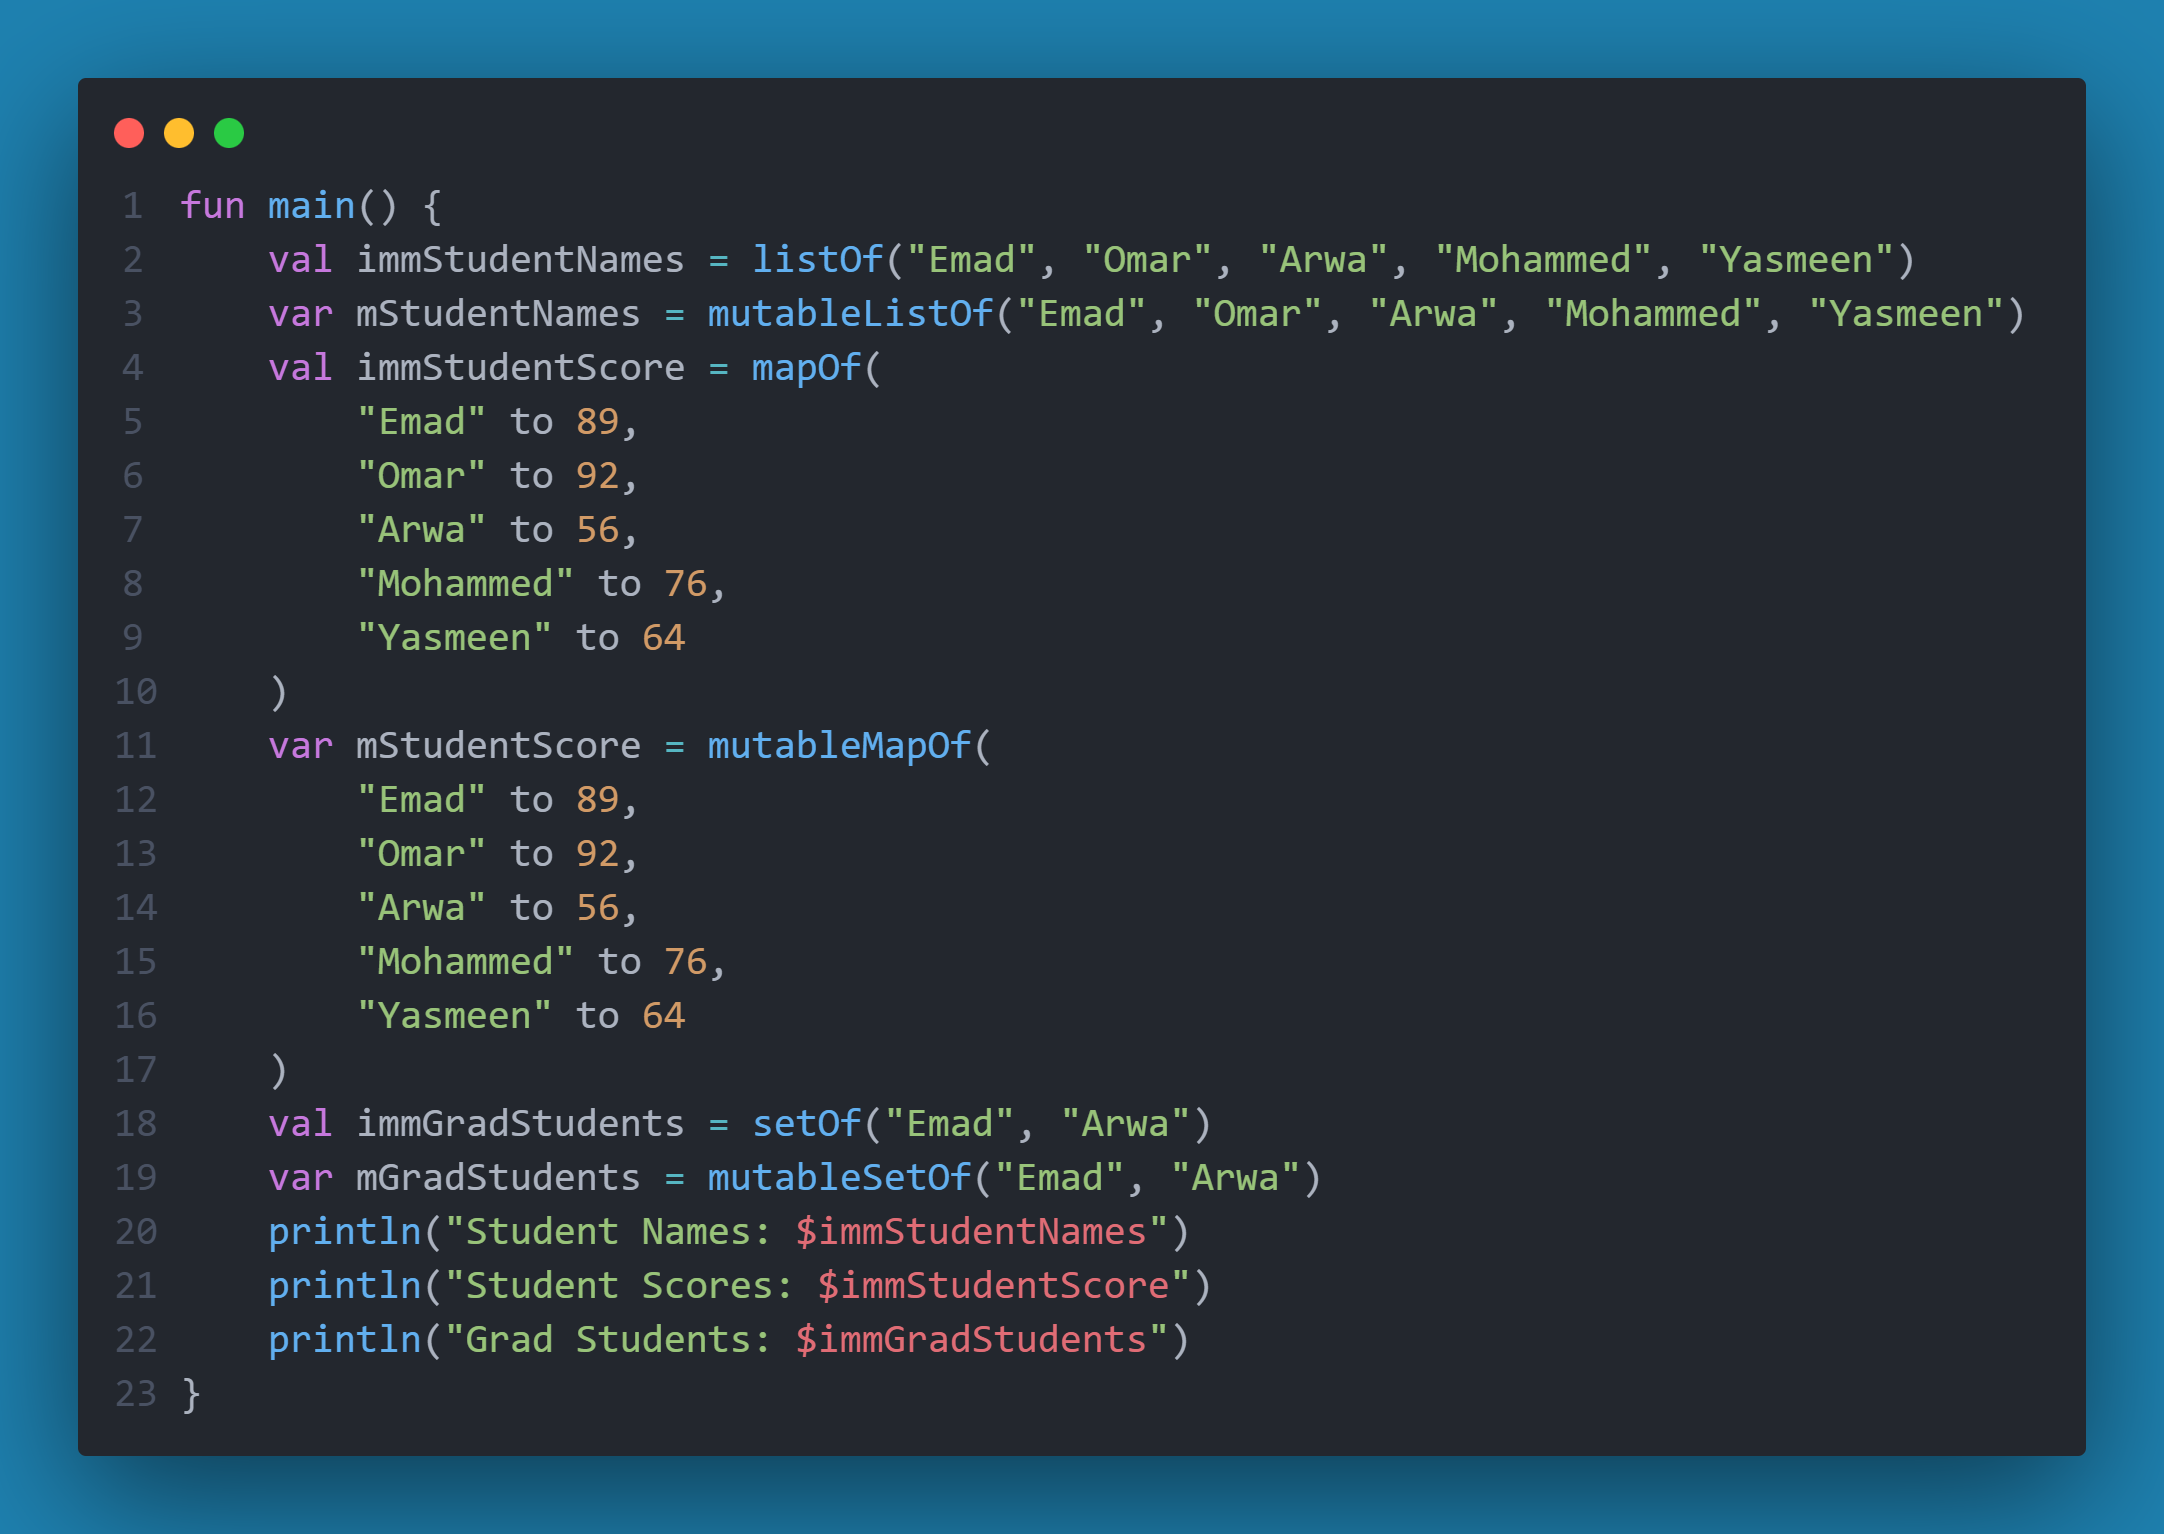 1 fun main() {
2     val immStudentNames = listOf("Emad", "Omar", "Arwa", "Mohammed", "Yasmeen")
3     var mStudentNames = mutableListOf("Emad", "Omar", "Arwa", "Mohammed", "Yasmeen")
4     val immStudentScore = mapOf(
5         "Emad" to 89,
6         "Omar" to 92,
7         "Arwa" to 56,
8         "Mohammed" to 76,
9         "Yasmeen" to 64
10     )
11     var mStudentScore = mutableMapOf(
12         "Emad" to 89,
13         "Omar" to 92,
14         "Arwa" to 56,
15         "Mohammed" to 76,
16         "Yasmeen" to 64
17     )
18     val immGradStudents = setOf("Emad", "Arwa")
19     var mGradStudents = mutableSetOf("Emad", "Arwa")
20     println("Student Names: $immStudentNames")
21     println("Student Scores: $immStudentScore")
22     println("Grad Students: $immGradStudents")
23 }